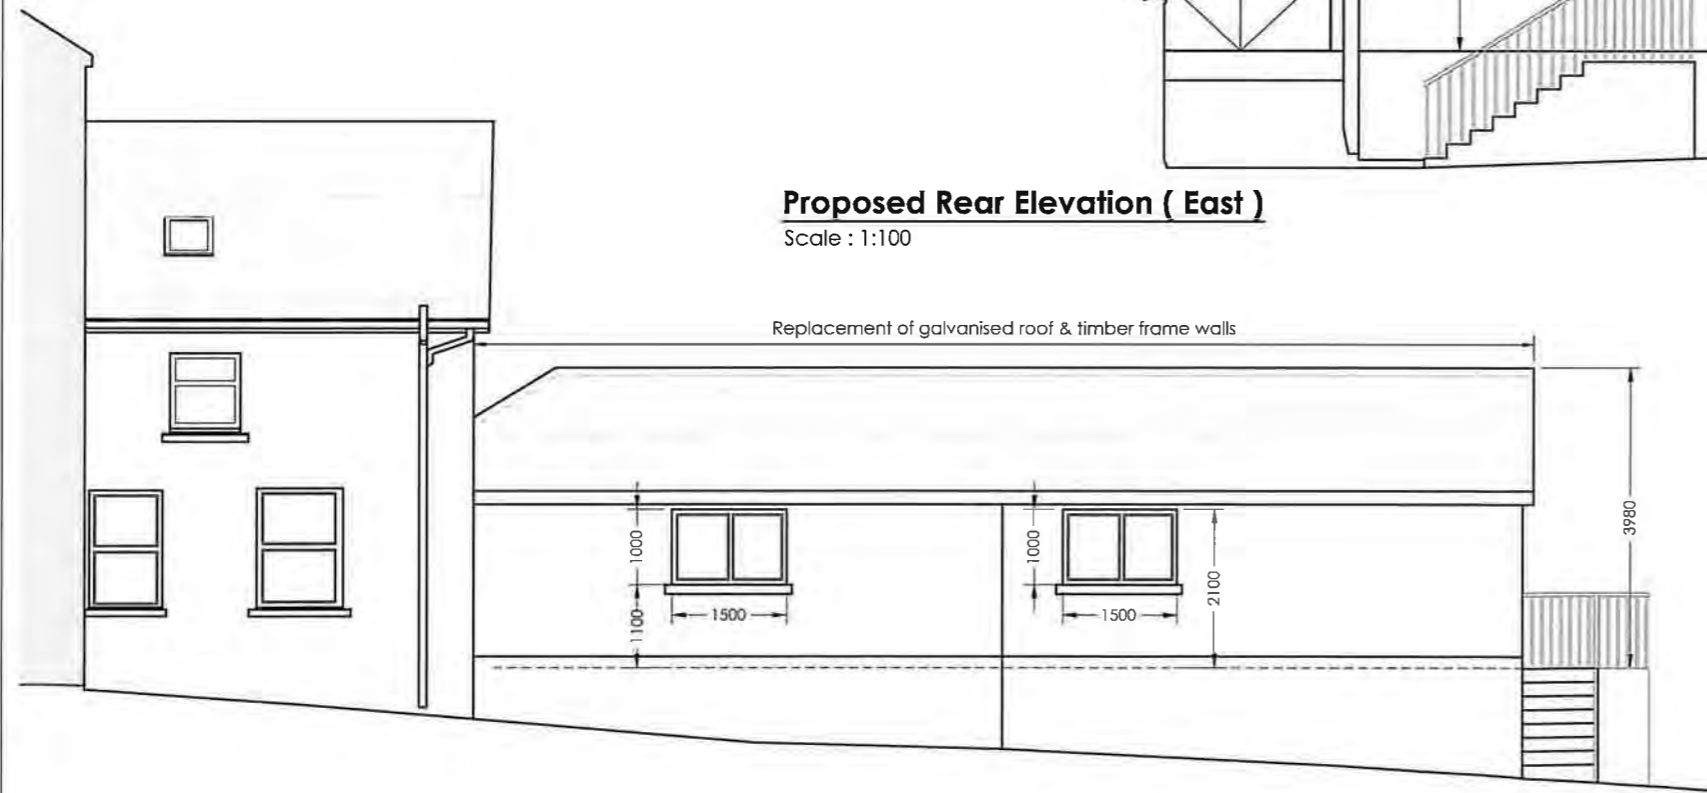 Proposed Rear Elevation ( East )
Scale : 1:100
Replacement of galvanised roof & timber frame walls
1000
1100
1500
1000
1500
2100
3980